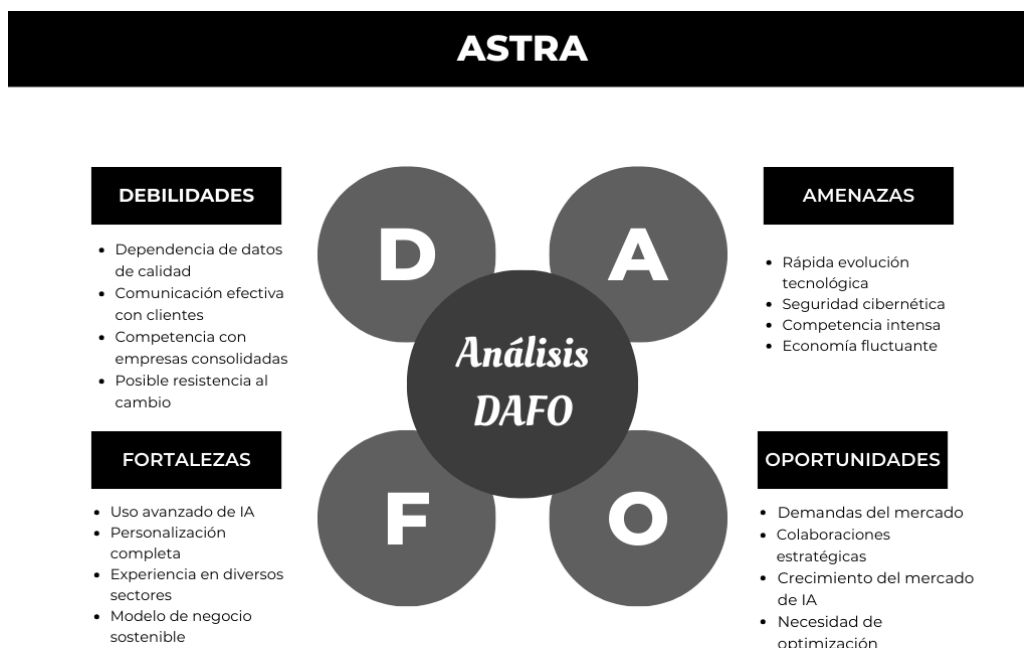 ASTRA
DEBILIDADES
• Dependencia de datos
de calidad
• Comunicación efectiva
con clientes
• Competencia con
empresas consolidadas
• Posible resistencia al
cambio
D
A
Análisis
DAFO
F
O
AMENAZAS
• Rápida evolución
tecnológica
• Seguridad cibernética
• Competencia intensa
• Economía fluctuante
FORTALEZAS
• Uso avanzado de IA
• Personalización
completa
• Experiencia en diversos
sectores
• Modelo de negocio
sostenible
OPORTUNIDADES
• Demandas del mercado
• Colaboraciones
estratégicas
• Crecimiento del mercado
de IA
• Necesidad de
optimización